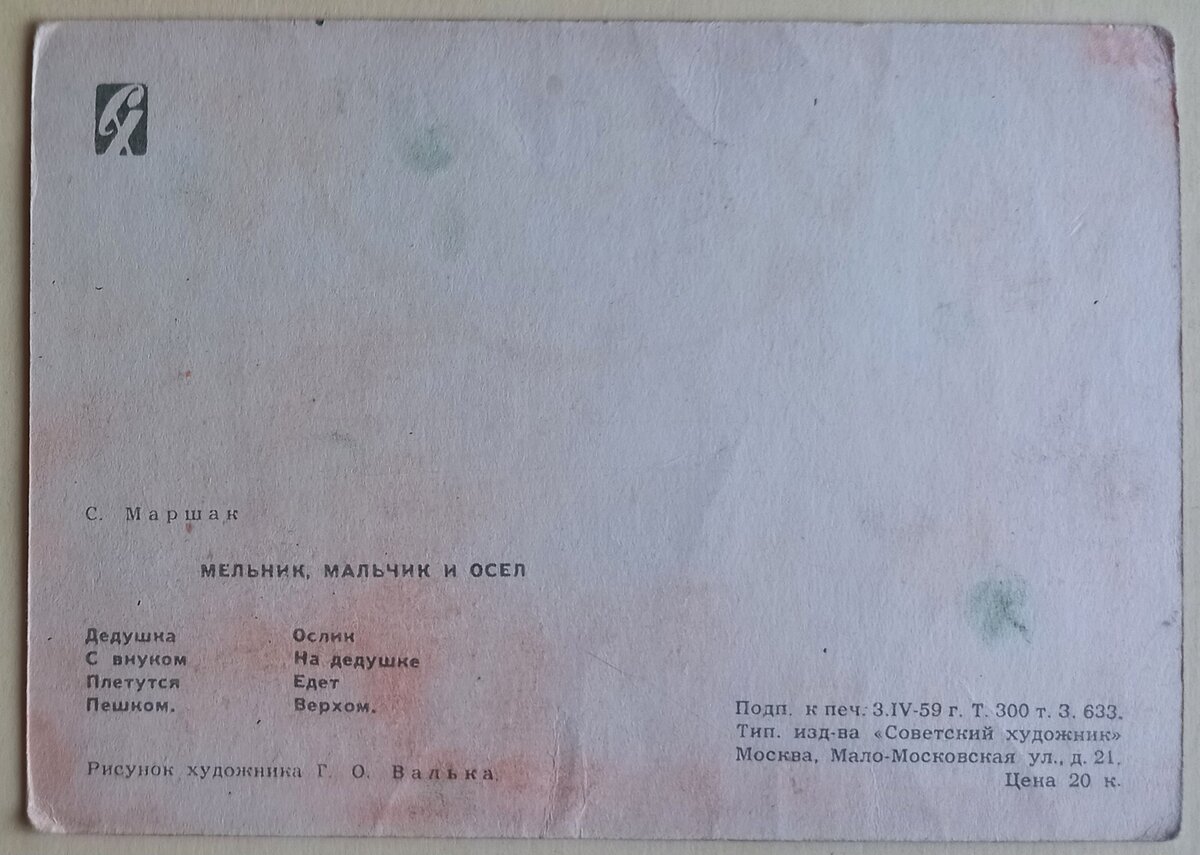 СХ
С. Маршак
МЕЛЬНИК, МАЛЬЧИК И ОСЕЛ
Дедушка
С внуком
Плетутся
Пешком.
Ослик
На дедушке
Едет
Верхом.
Рисунок художника Г. О. Валька
Подп. к печ. 3.IV-59 г. Т. 300 т. З. 633.
Тип. изд-ва «Советский художник»
Москва, Мало-Московская ул., д. 21.
Цена 20 к.